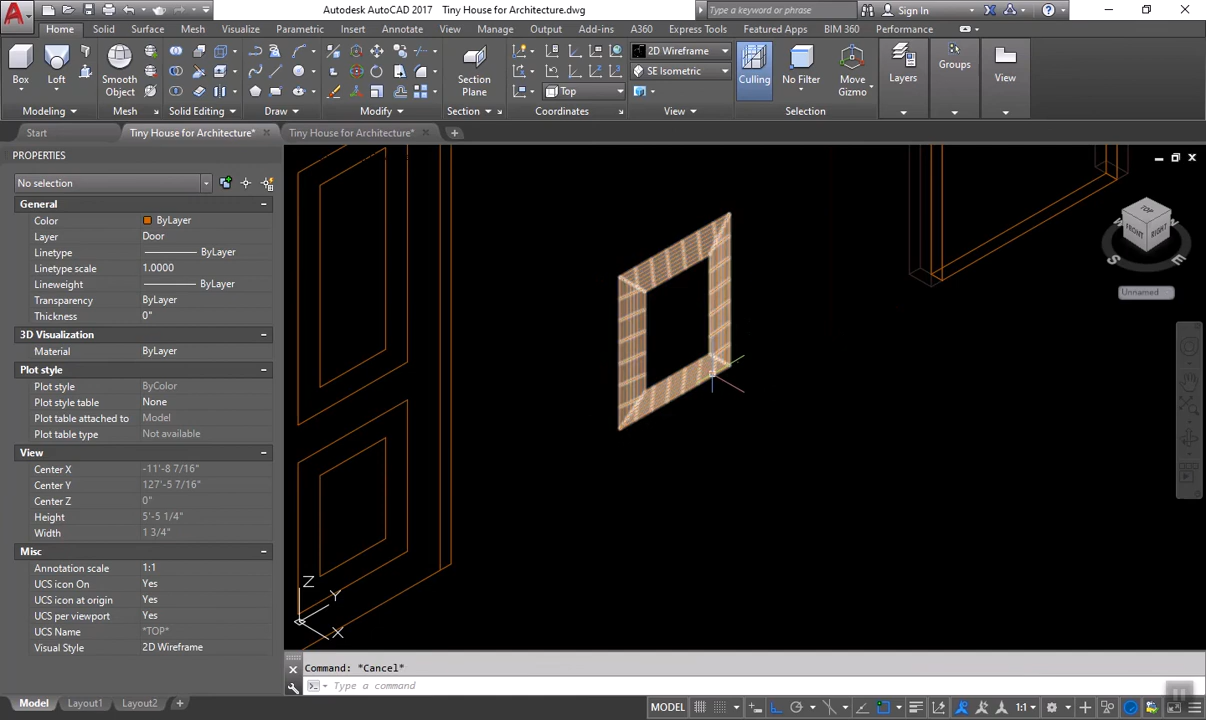 Autodesk AutoCAD 2017 Tiny House for Architecture.dwg
Type a keyword or phrase
Sign In
Home Insert Annotate
Solid Surface Mesh Visualize Parametric View Manage Output Add-ins A360 Express Tools Featured Apps BIM 360 Performance
Box Loft Smooth Object Section Plane 2D Wireframe SE Isometric Top Culling No Filter Move Gizmo Layers Groups View
Modeling Mesh Solid Editing Draw Modify Section Coordinates View Selection
Start Tiny House for Architecture* Tiny House for Architecture*
PROPERTIES
No selection
General
Color ByLayer
Layer Door
Linetype ByLayer
Linetype scale 1.0000
Lineweight ByLayer
Transparency ByLayer
Thickness 0"
3D Visualization
Material ByLayer
Plot style
Plot style ByColor
Plot style table None
Plot table attached to Model
Plot table type Not available
View
Center X -11'-8 7/16"
Center Y 127'-5 7/16"
Center Z 0"
Height 5'-5 1/4"
Width 1 3/4"
Misc
Annotation scale 1:1
UCS icon On Yes
UCS icon at origin Yes
UCS per viewport Yes
UCS Name *TOP*
Visual Style 2D Wireframe
TOP
FRONT RIGHT
S E
Unnamed
Z
Y
X
Command: *Cancel*
Type a command
Model Layout1 Layout2
MODEL 1:1